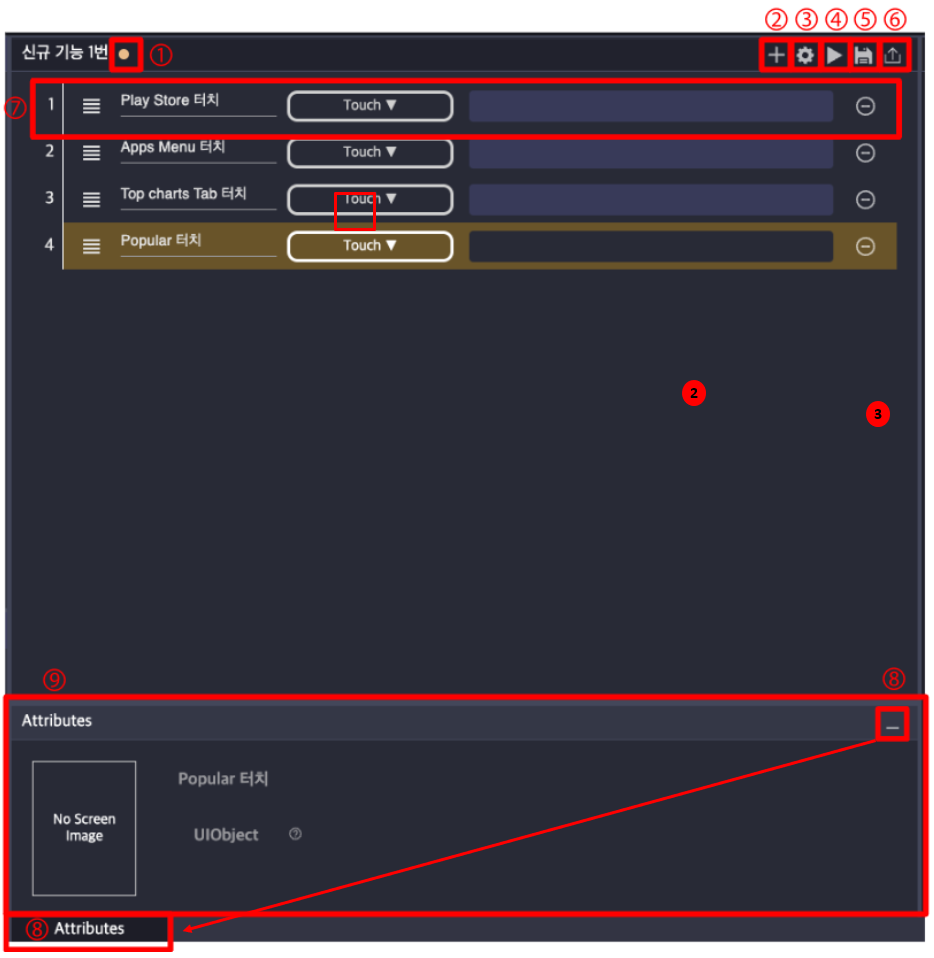 ② ③ ④ ⑤ ⑥
신규 기능 1번 ①
⑦ 1 Play Store 터치 Touch ▼
2 Apps Menu 터치 Touch ▼
3 Top charts Tab 터치 Touch ▼
4 Popular 터치 Touch ▼
2
3
⑨ ⑧
Attributes
Popular 터치
No Screen
Image
UIObject ?
⑧ Attributes